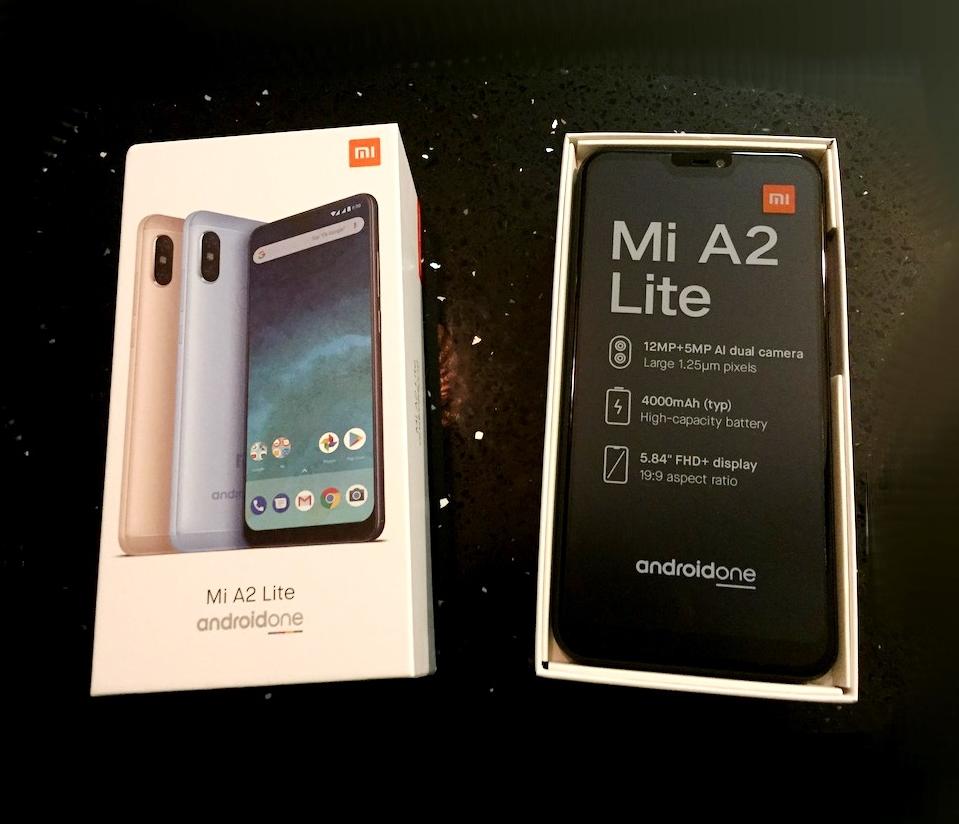 mi
androi
Mi A2 Lite
androidone
mi
Mi A2
Lite
12MP+5MP AI dual camera
Large 1.25μm pixels
4000mAh (typ)
High-capacity battery
5.84" FHD+ display
19:9 aspect ratio
androidone